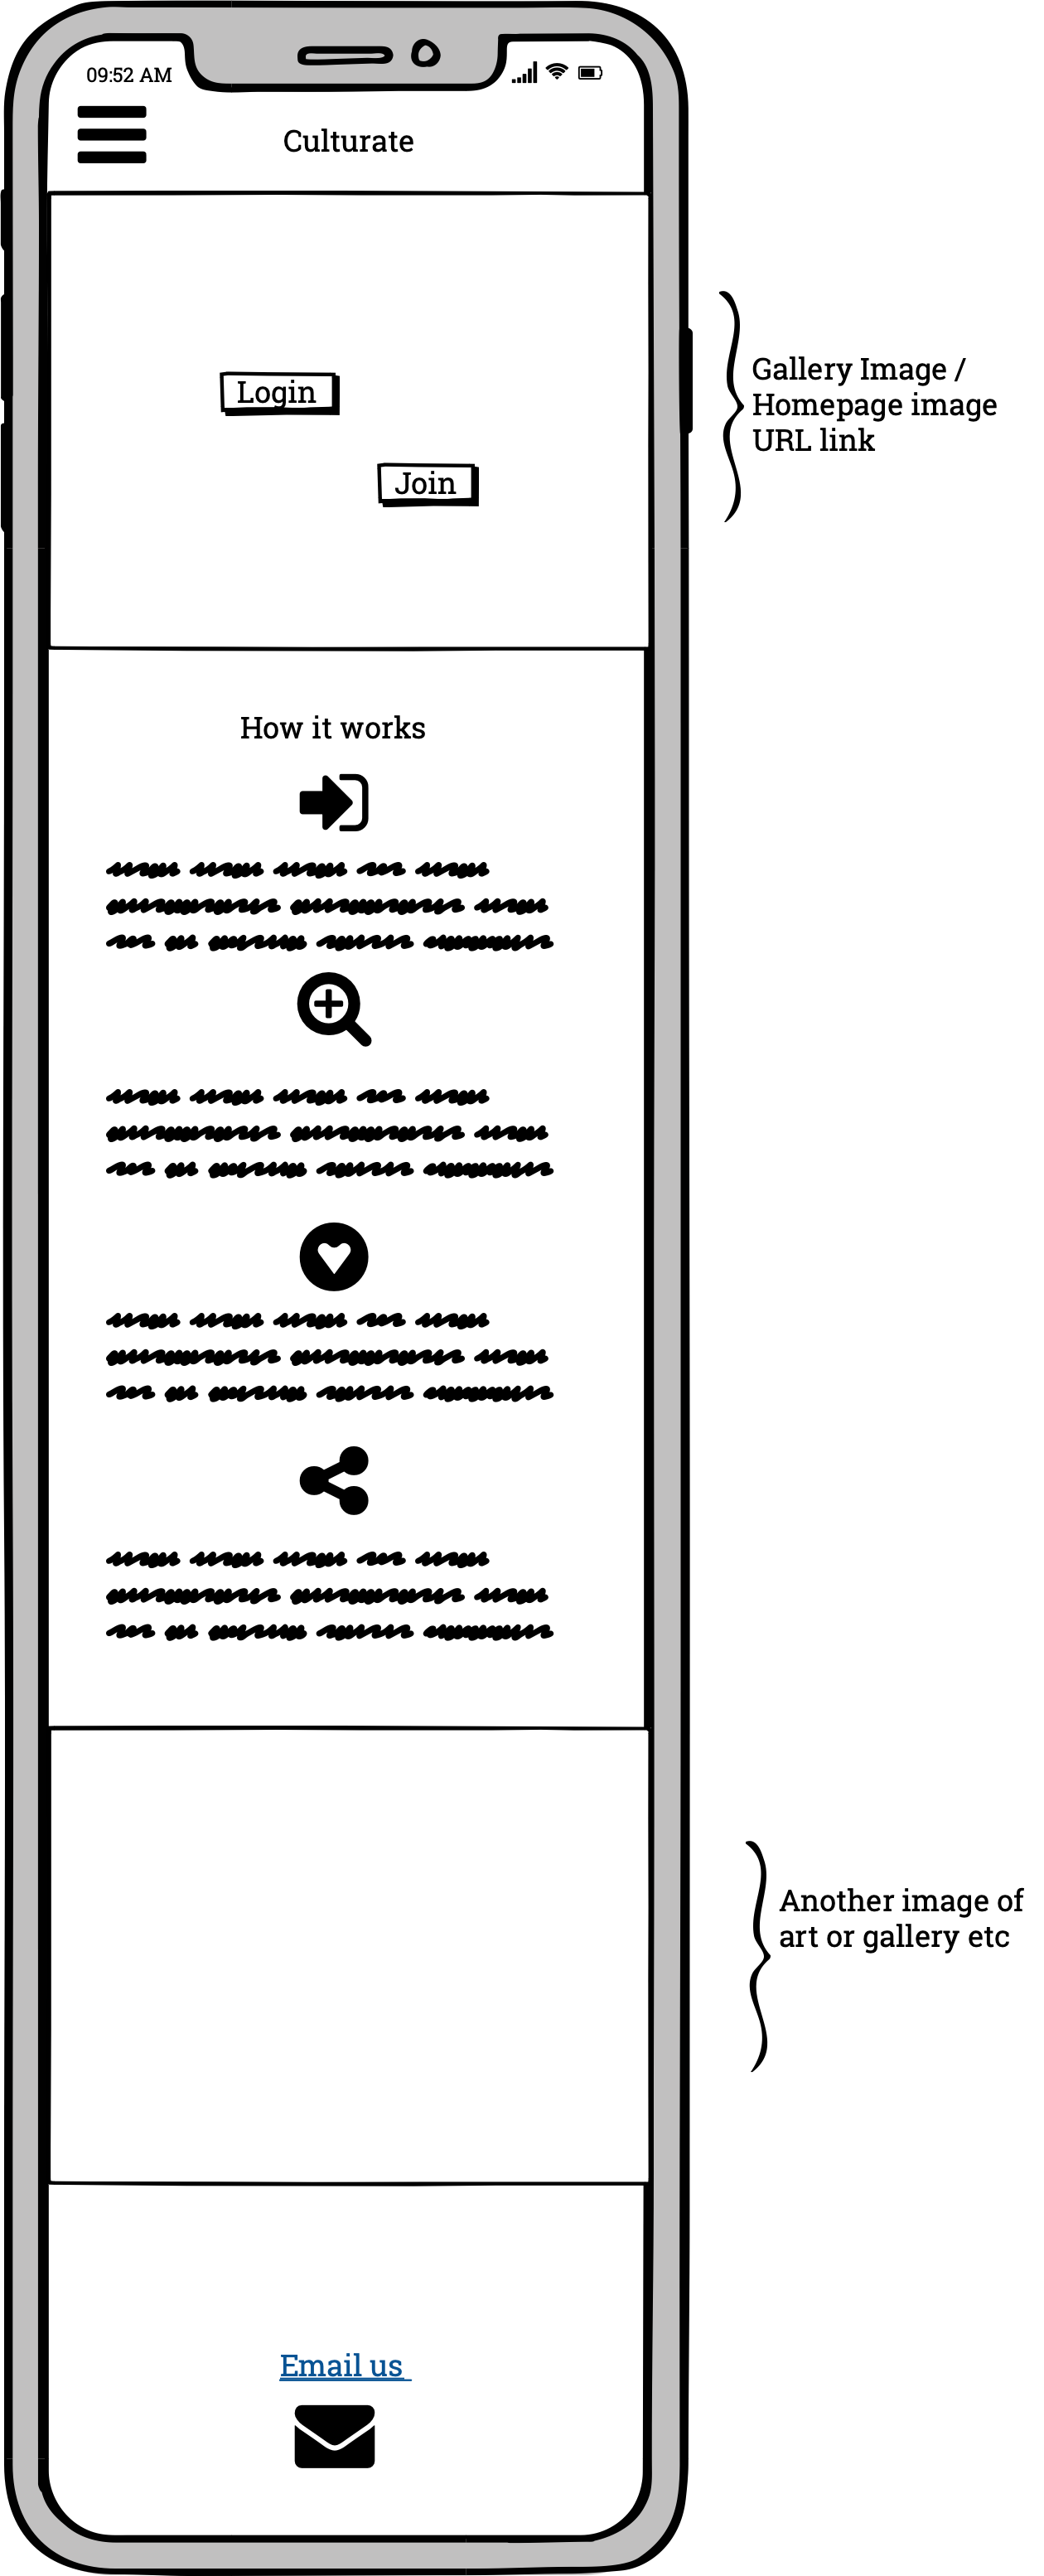 09:52 AM
Culturate
Login
Join
Gallery Image /
Homepage image
URL link
How it works
Another image of
art or gallery etc
Email us